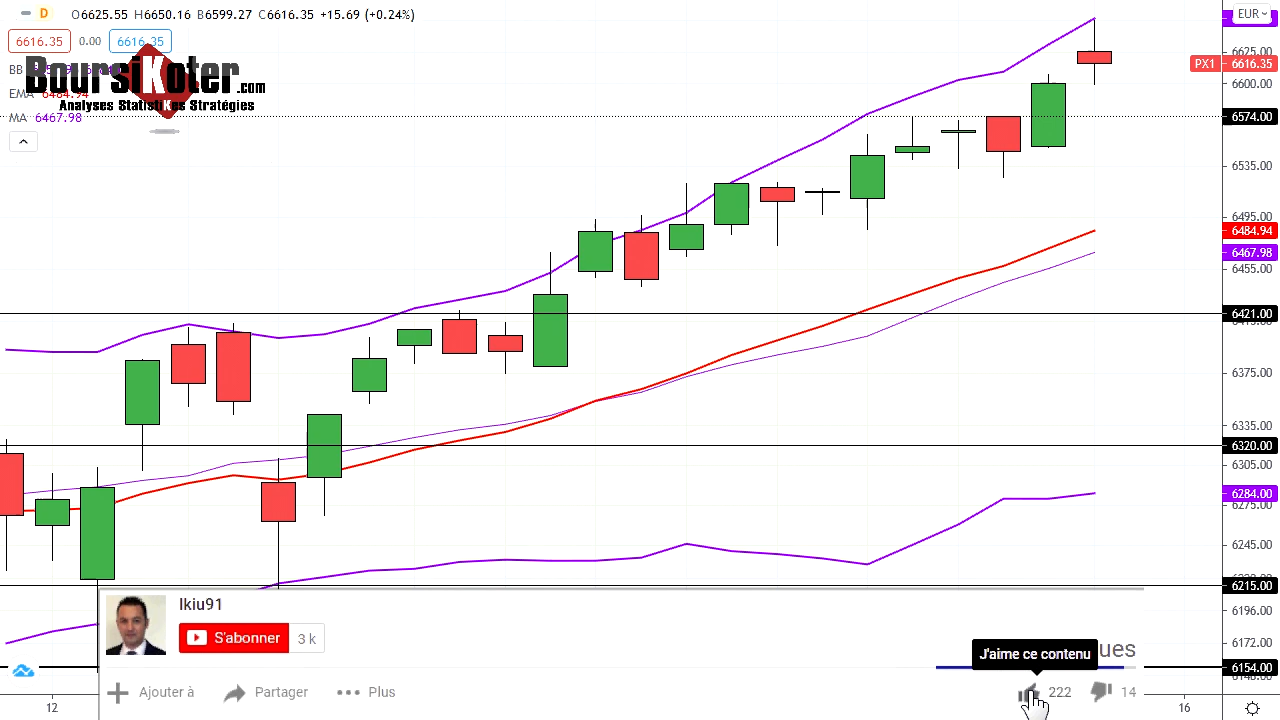 D O6625.55 H6650.16 B6599.27 C6616.35 +15.69 (+0.24%)
EUR
6616.35 0.00 6616.35
BB
BoursiKoter.com
Analyses StatistiKes Stratégies
EMA 6484.94
MA 6467.98
6625.00
PX1 6616.35
6600.00
6574.00
6535.00
6495.00
6484.94
6467.98
6455.00
6421.00
6375.00
6335.00
6320.00
6305.00
6284.00
6275.00
6245.00
6215.00
6196.00
6172.00
6154.00
Ikiu91
S'abonner 3 k
J'aime ce contenu
ues
Ajouter à Partager Plus 222 14
12 16